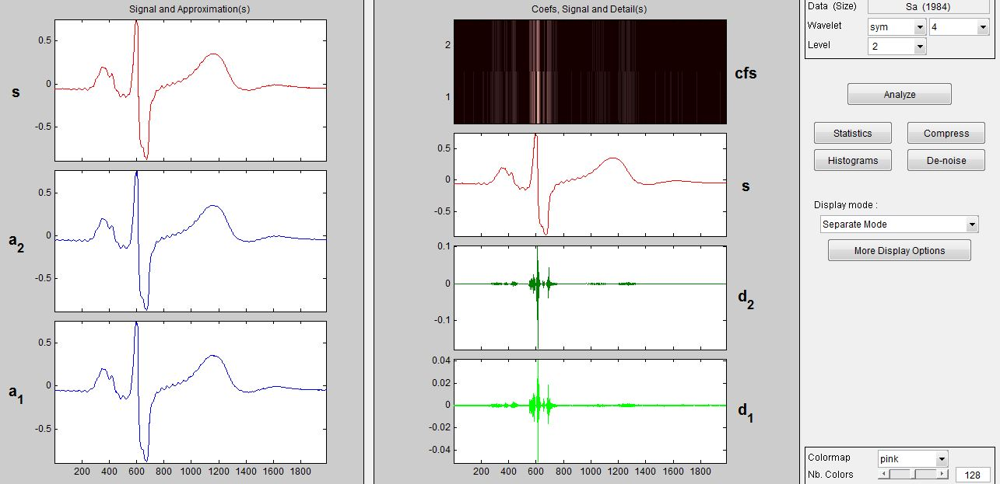 Signal and Approximation(s)
0.5
0
-0.5
s
0.5
0
-0.5
a2
0.5
0
-0.5
a1
200 400 600 800 1000 1200 1400 1600 1800
Coefs, Signal and Detail(s)
2
1
cfs
0.5
0
-0.5
s
0.1
0
-0.1
d2
0.04
0.02
0
-0.02
-0.04
d1
200 400 600 800 1000 1200 1400 1600 1800
Data (Size) Sa (1984)
Wavelet sym 4
Level 2
Analyze
Statistics Compress
Histograms De-noise
Display mode :
Separate Mode
More Display Options
Colormap pink
Nb. Colors 128